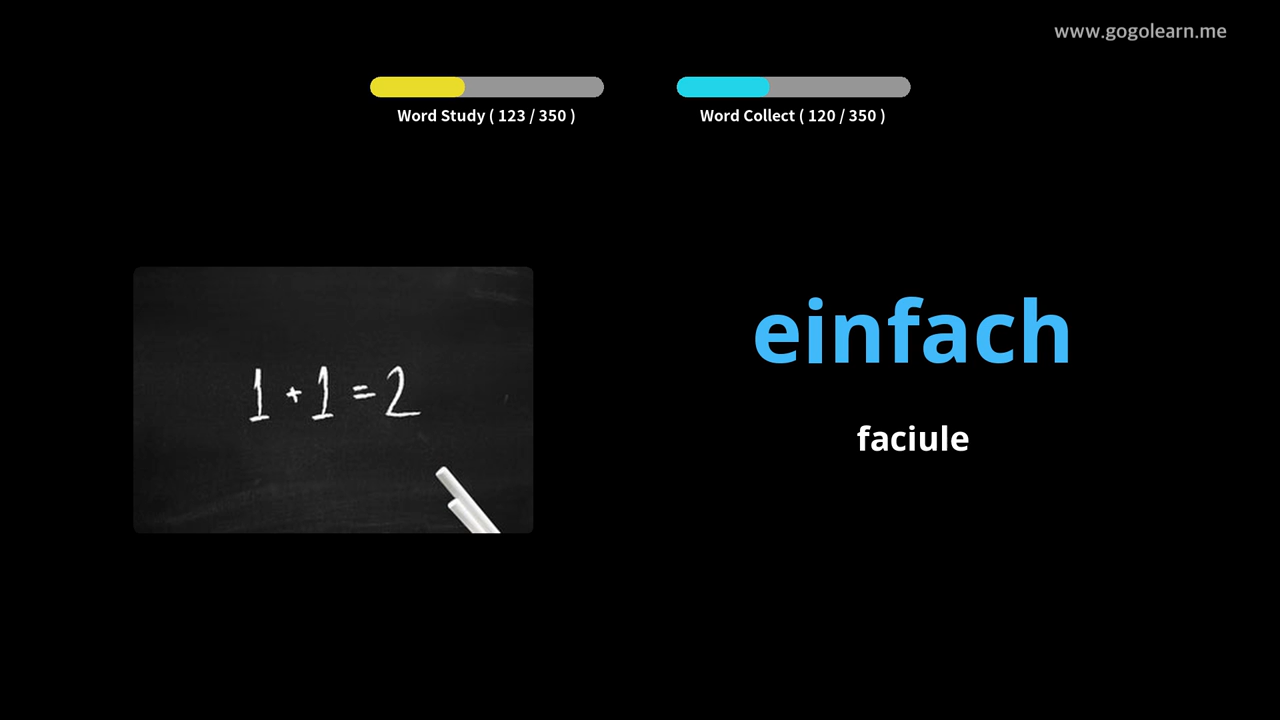 www.gogolearn.me
Word Study ( 123 / 350 )
Word Collect ( 120 / 350 )
1 + 1 = 2
einfach
faciule